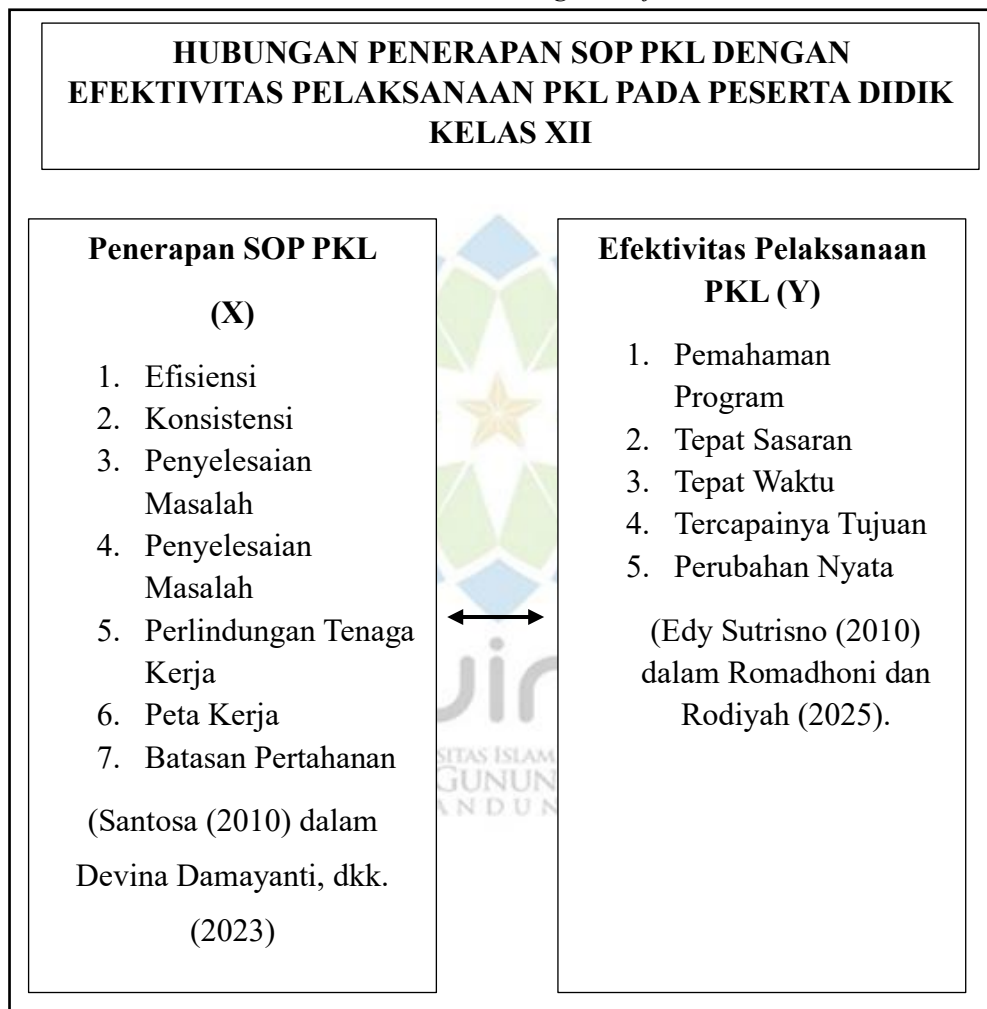 HUBUNGAN PENERAPAN SOP PKL DENGAN
EFEKTIVITAS PELAKSANAAN PKL PADA PESERTA DIDIK
KELAS XII
Penerapan SOP PKL
(X)
1. Efisiensi
2. Konsistensi
3. Penyelesaian
Masalah
4. Penyelesaian
Masalah
5. Perlindungan Tenaga
Kerja
6. Peta Kerja
7. Batasan Pertahanan
(Santosa (2010) dalam
Devina Damayanti, dkk.
(2023)
Efektivitas Pelaksanaan
PKL (Y)
1. Pemahaman
Program
2. Tepat Sasaran
3. Tepat Waktu
4. Tercapainya Tujuan
5. Perubahan Nyata
(Edy Sutrisno (2010)
dalam Romadhoni dan
Rodiyah (2025).